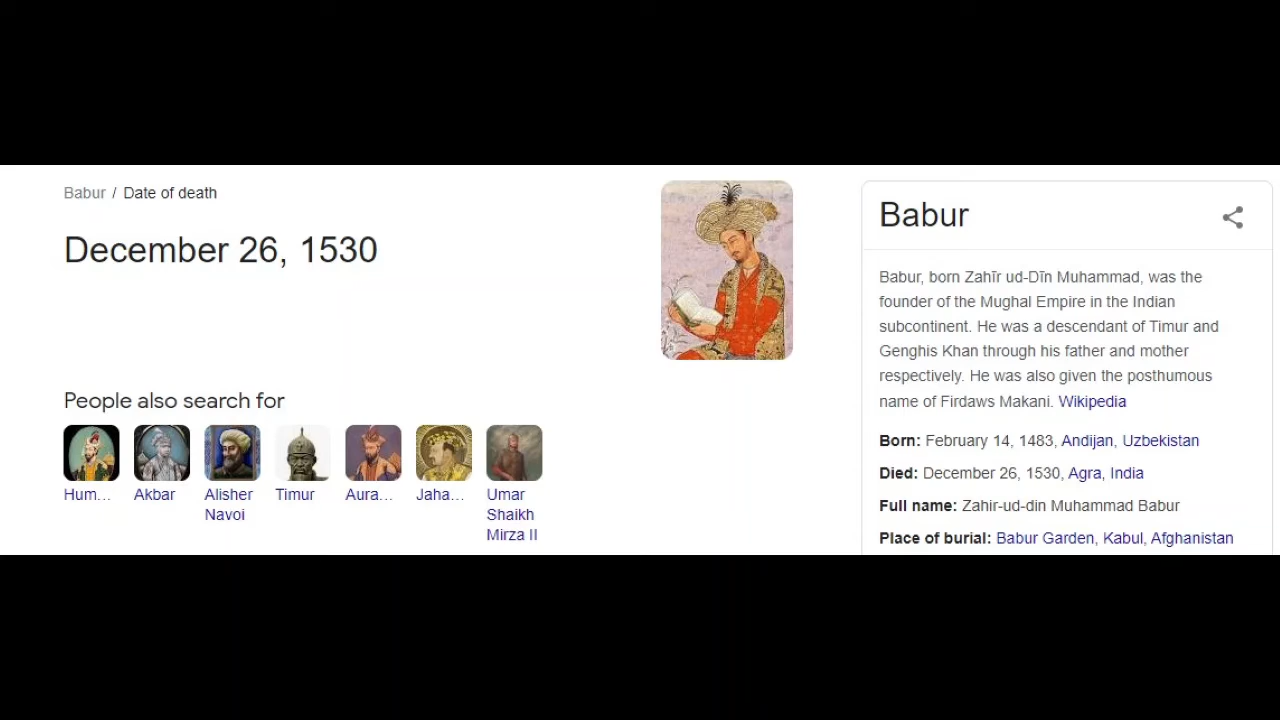 Babur / Date of death
December 26, 1530
People also search for
Hum...
Akbar
Alisher
Navoi
Timur
Aura...
Jaha...
Umar
Shaikh
Mirza II
Babur
Babur, born Zahīr ud-Dīn Muhammad, was the
founder of the Mughal Empire in the Indian
subcontinent. He was a descendant of Timur and
Genghis Khan through his father and mother
respectively. He was also given the posthumous
name of Firdaws Makani. Wikipedia
Born: February 14, 1483, Andijan, Uzbekistan
Died: December 26, 1530, Agra, India
Full name: Zahir-ud-din Muhammad Babur
Place of burial: Babur Garden, Kabul, Afghanistan